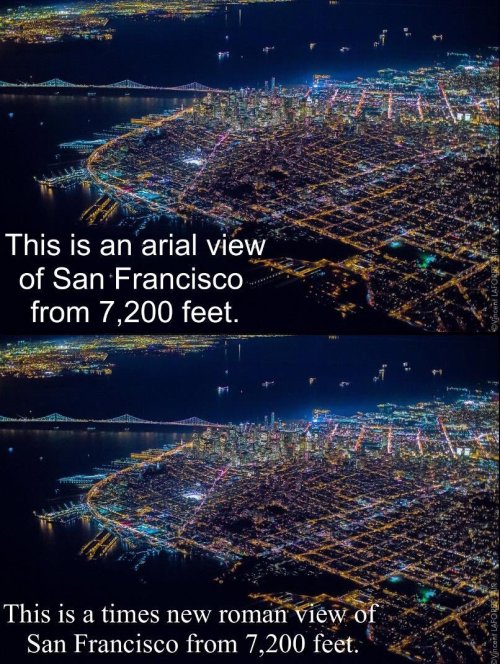 This is an arial view
of San Francisco
from 7,200 feet.
This is a times new roman view of
San Francisco from 7,200 feet.